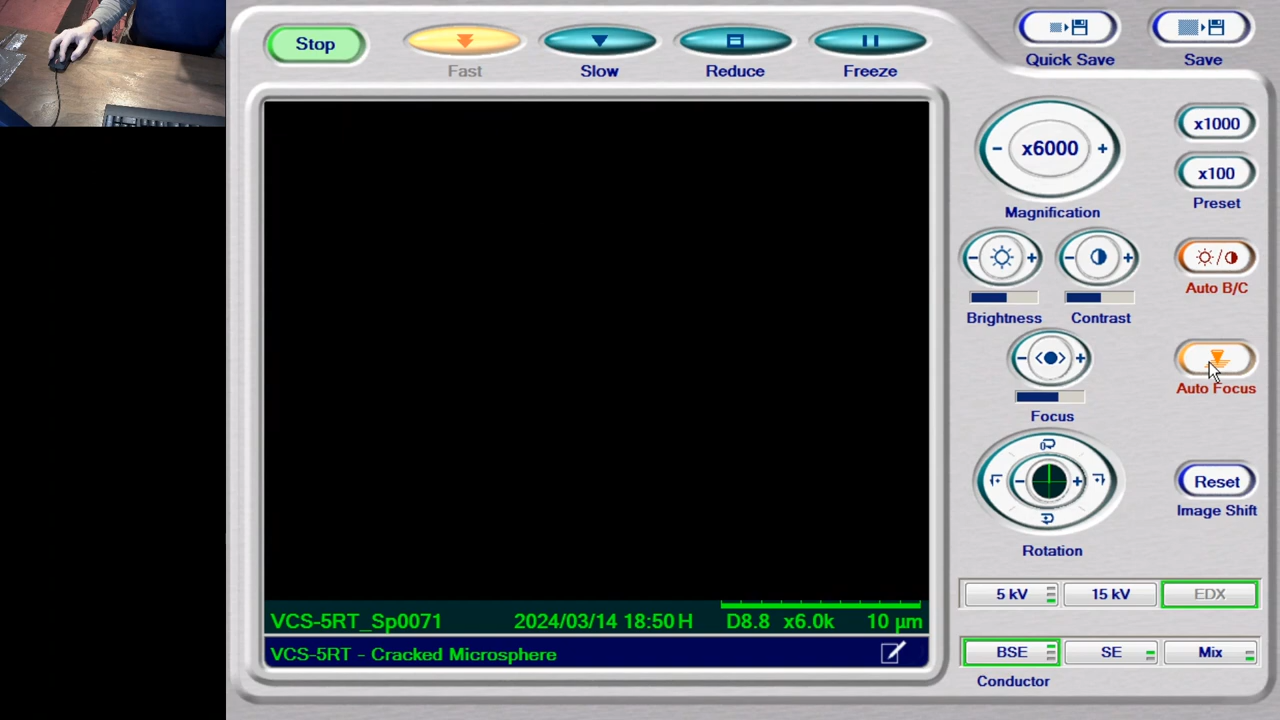 Stop
Fast
Slow
Reduce
Freeze
Quick Save
Save
x6000
Magnification
x1000
x100
Preset
Brightness
Contrast
Auto B/C
Focus
Auto Focus
Rotation
Reset
Image Shift
5 kV
15 kV
EDX
BSE
SE
Mix
Conductor
VCS-5RT_Sp0071 2024/03/14 18:50 H D8.8 x6.0k 10 µm
VCS-5RT - Cracked Microsphere